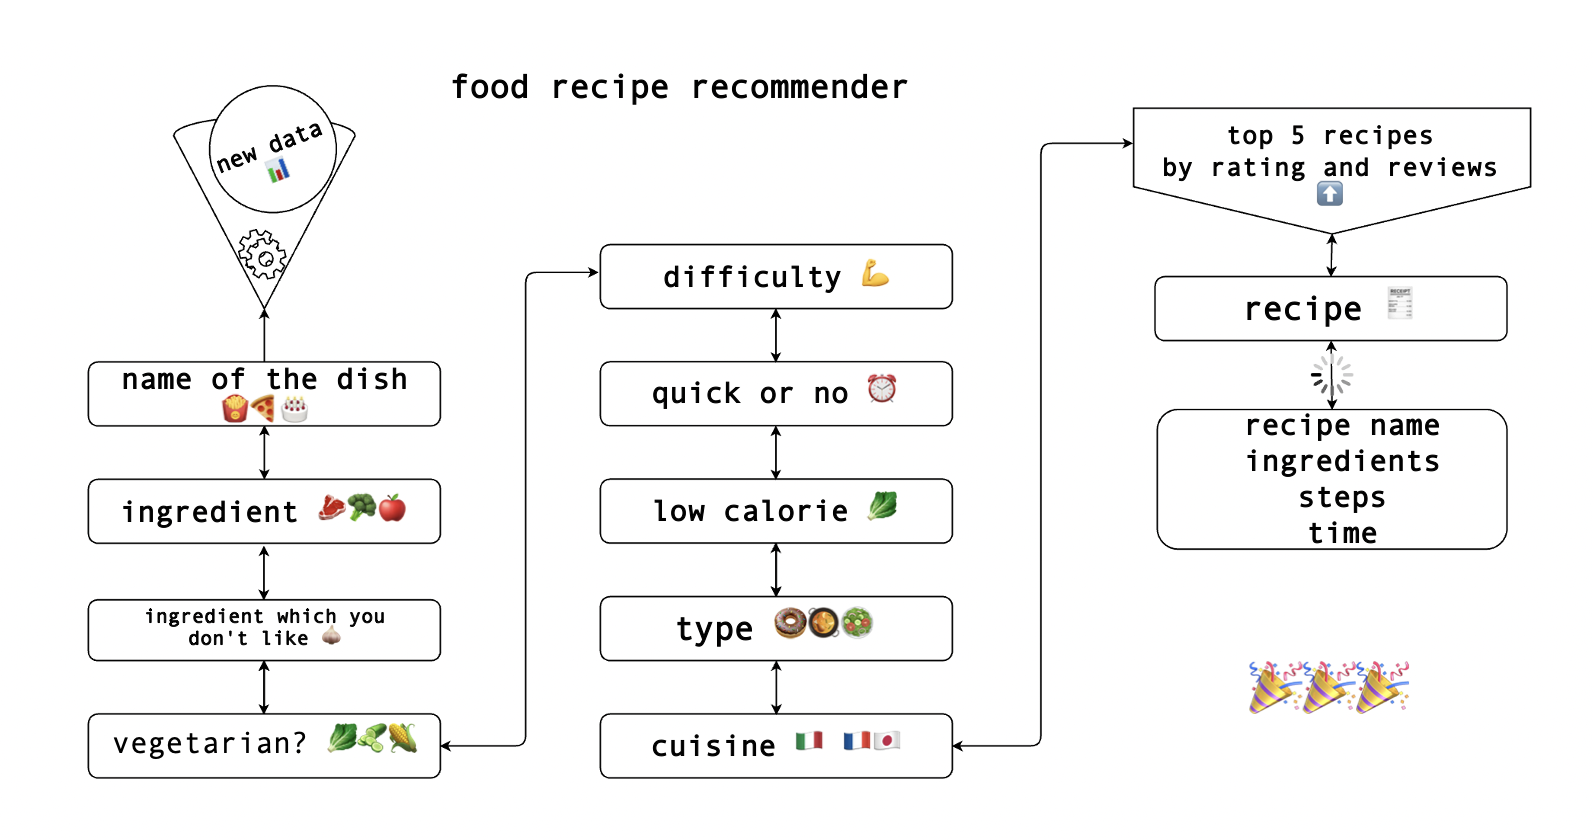 food recipe recommender
new data
name of the dish
ingredient
ingredient which you
don't like
vegetarian?
difficulty
quick or no
low calorie
type
cuisine
top 5 recipes
by rating and reviews
recipe
RECEIPT
recipe name
ingredients
steps
time